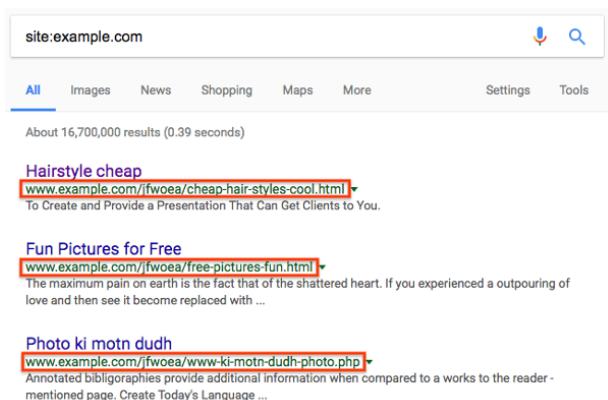 site:example.com
All Images News Shopping Maps More Settings Tools
About 16,700,000 results (0.39 seconds)
Hairstyle cheap
www.example.com/jfwoea/cheap-hair-styles-cool.html
To Create and Provide a Presentation That Can Get Clients to You.
Fun Pictures for Free
www.example.com/jfwoea/free-pictures-fun.html
The maximum pain on earth is the fact that of the shattered heart. If you experienced a outpouring of
love and then see it become replaced with ...
Photo ki motn dudh
www.example.com/jfwoea/www-ki-motn-dudh-photo.php
Annotated bibligoraphies provide additional information when compared to a works to the reader -
mentioned page. Create Today's Language ...